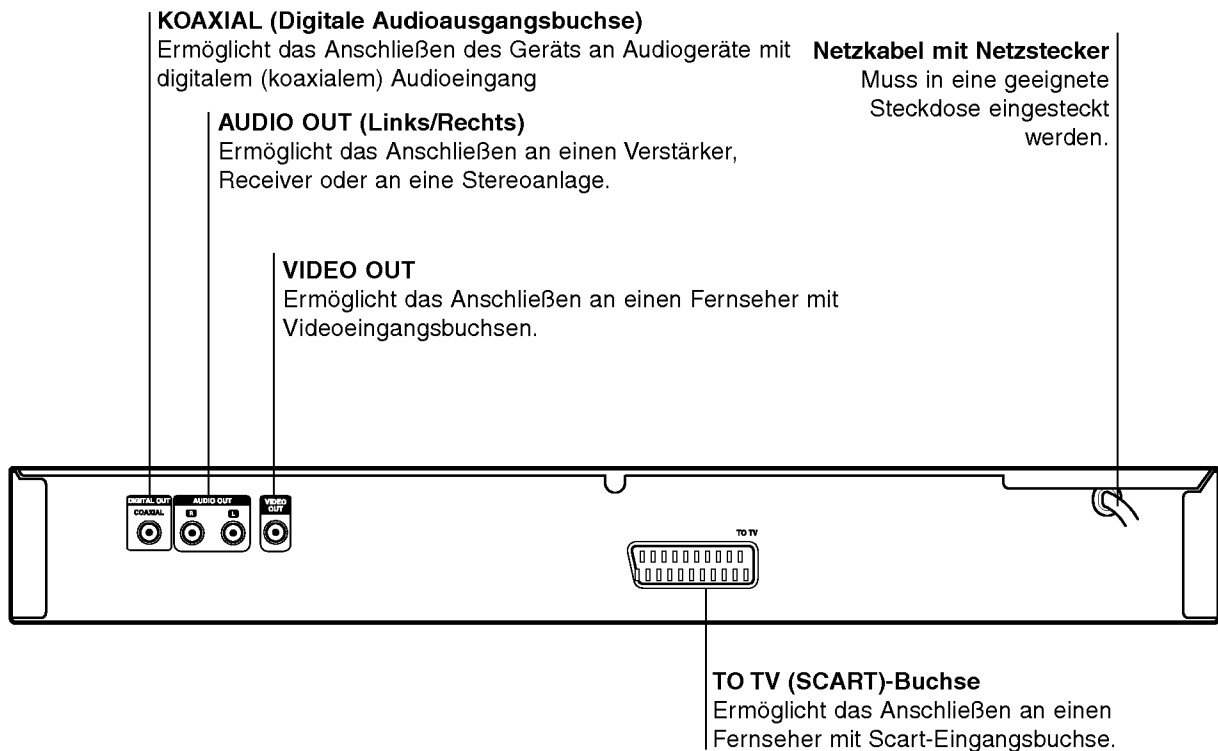 KOAXIAL (Digitale Audioausgangsbuchse)
Ermöglicht das Anschließen des Geräts an Audiogeräte mit
digitalem (koaxialem) Audioeingang
Netzkabel mit Netzstecker
Muss in eine geeignete
Steckdose eingesteckt
werden.
AUDIO OUT (Links/Rechts)
Ermöglicht das Anschließen an einen Verstärker,
Receiver oder an eine Stereoanlage.
VIDEO OUT
Ermöglicht das Anschließen an einen Fernseher mit
Videoeingangsbuchsen.
DIGITAL OUT
COAXIAL
AUDIO OUT
R
L
VIDEO
OUT
TO TV
TO TV (SCART)-Buchse
Ermöglicht das Anschließen an einen
Fernseher mit Scart-Eingangsbuchse.